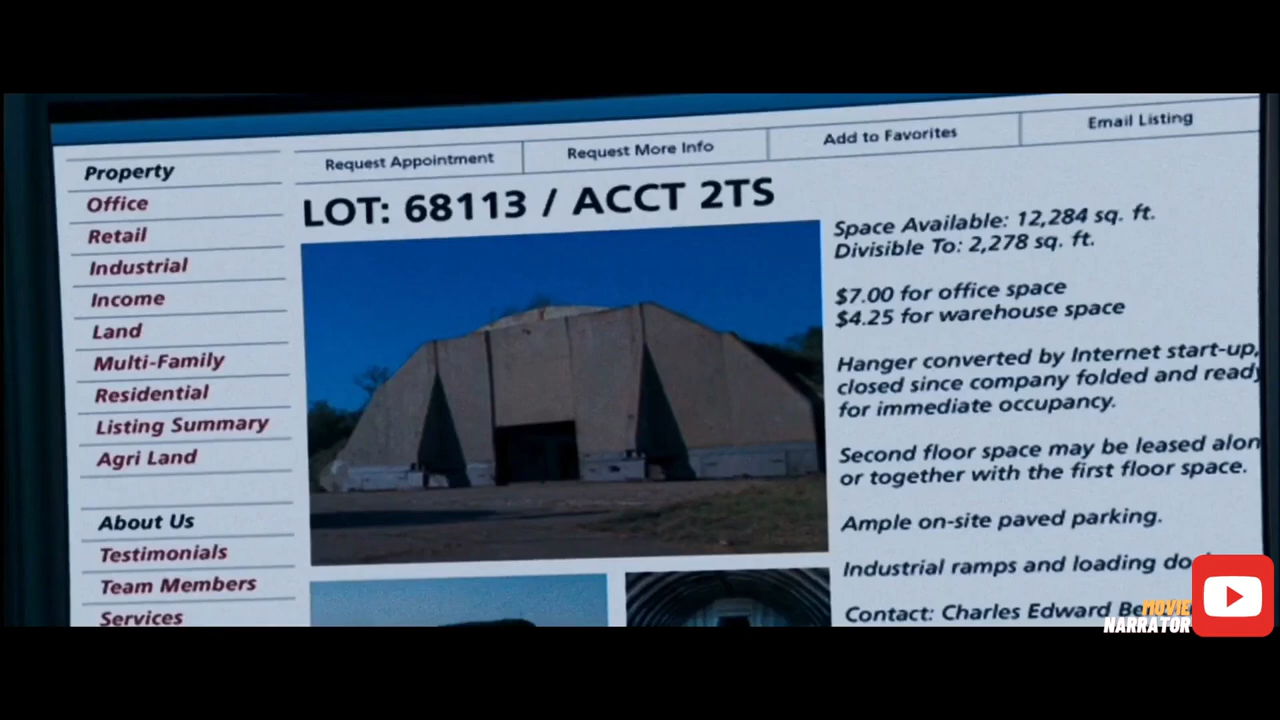 Request Appointment
Request More Info
Add to Favorites
Email Listing
Property
Office
Retail
Industrial
Income
Land
Multi-Family
Residential
Listing Summary
Agri Land
About Us
Testimonials
Team Members
Services
LOT: 68113 / ACCT 2TS
Space Available: 12,284 sq. ft.
Divisible To: 2,278 sq. ft.
$7.00 for office space
$4.25 for warehouse space
Hanger converted by Internet start-up,
closed since company folded and ready
for immediate occupancy.
Second floor space may be leased alon
or together with the first floor space.
Ample on-site paved parking.
Industrial ramps and loading do
Contact: Charles Edward Be
MOVIE
NARRATOR